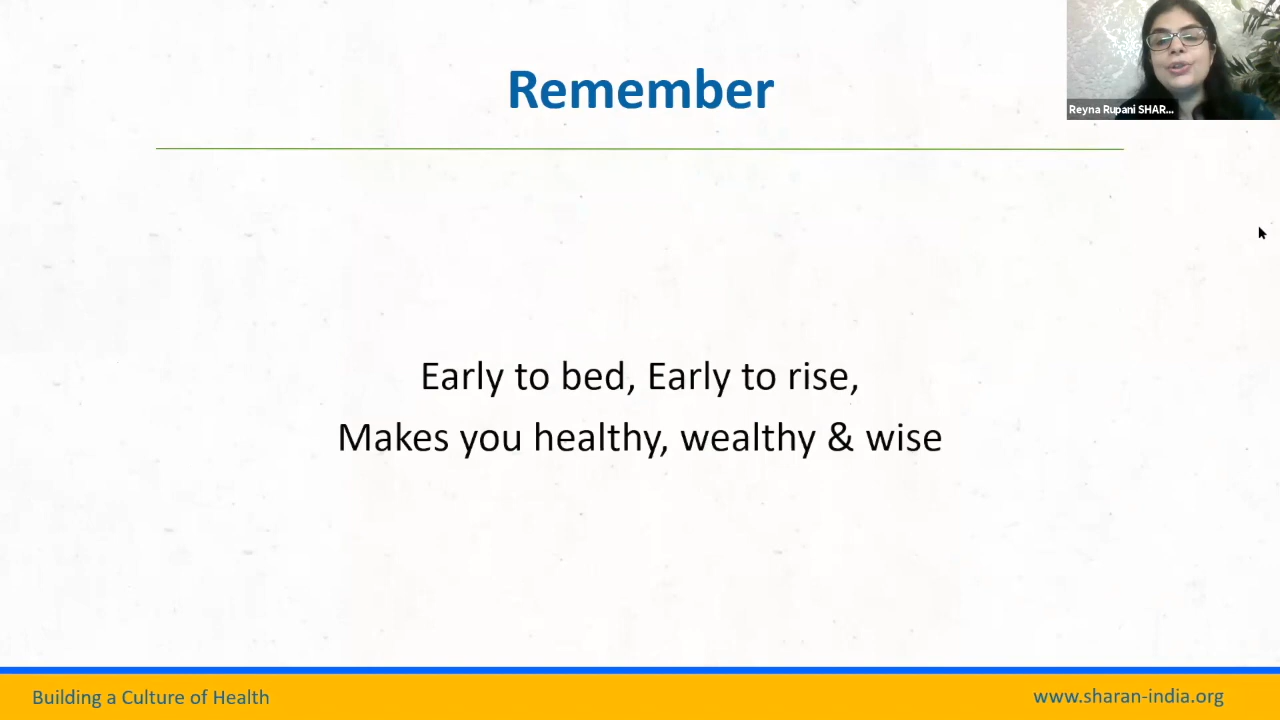 Remember
Reyna Rupani SHAR...
Early to bed, Early to rise,
Makes you healthy, wealthy & wise
Building a Culture of Health
www.sharan-india.org